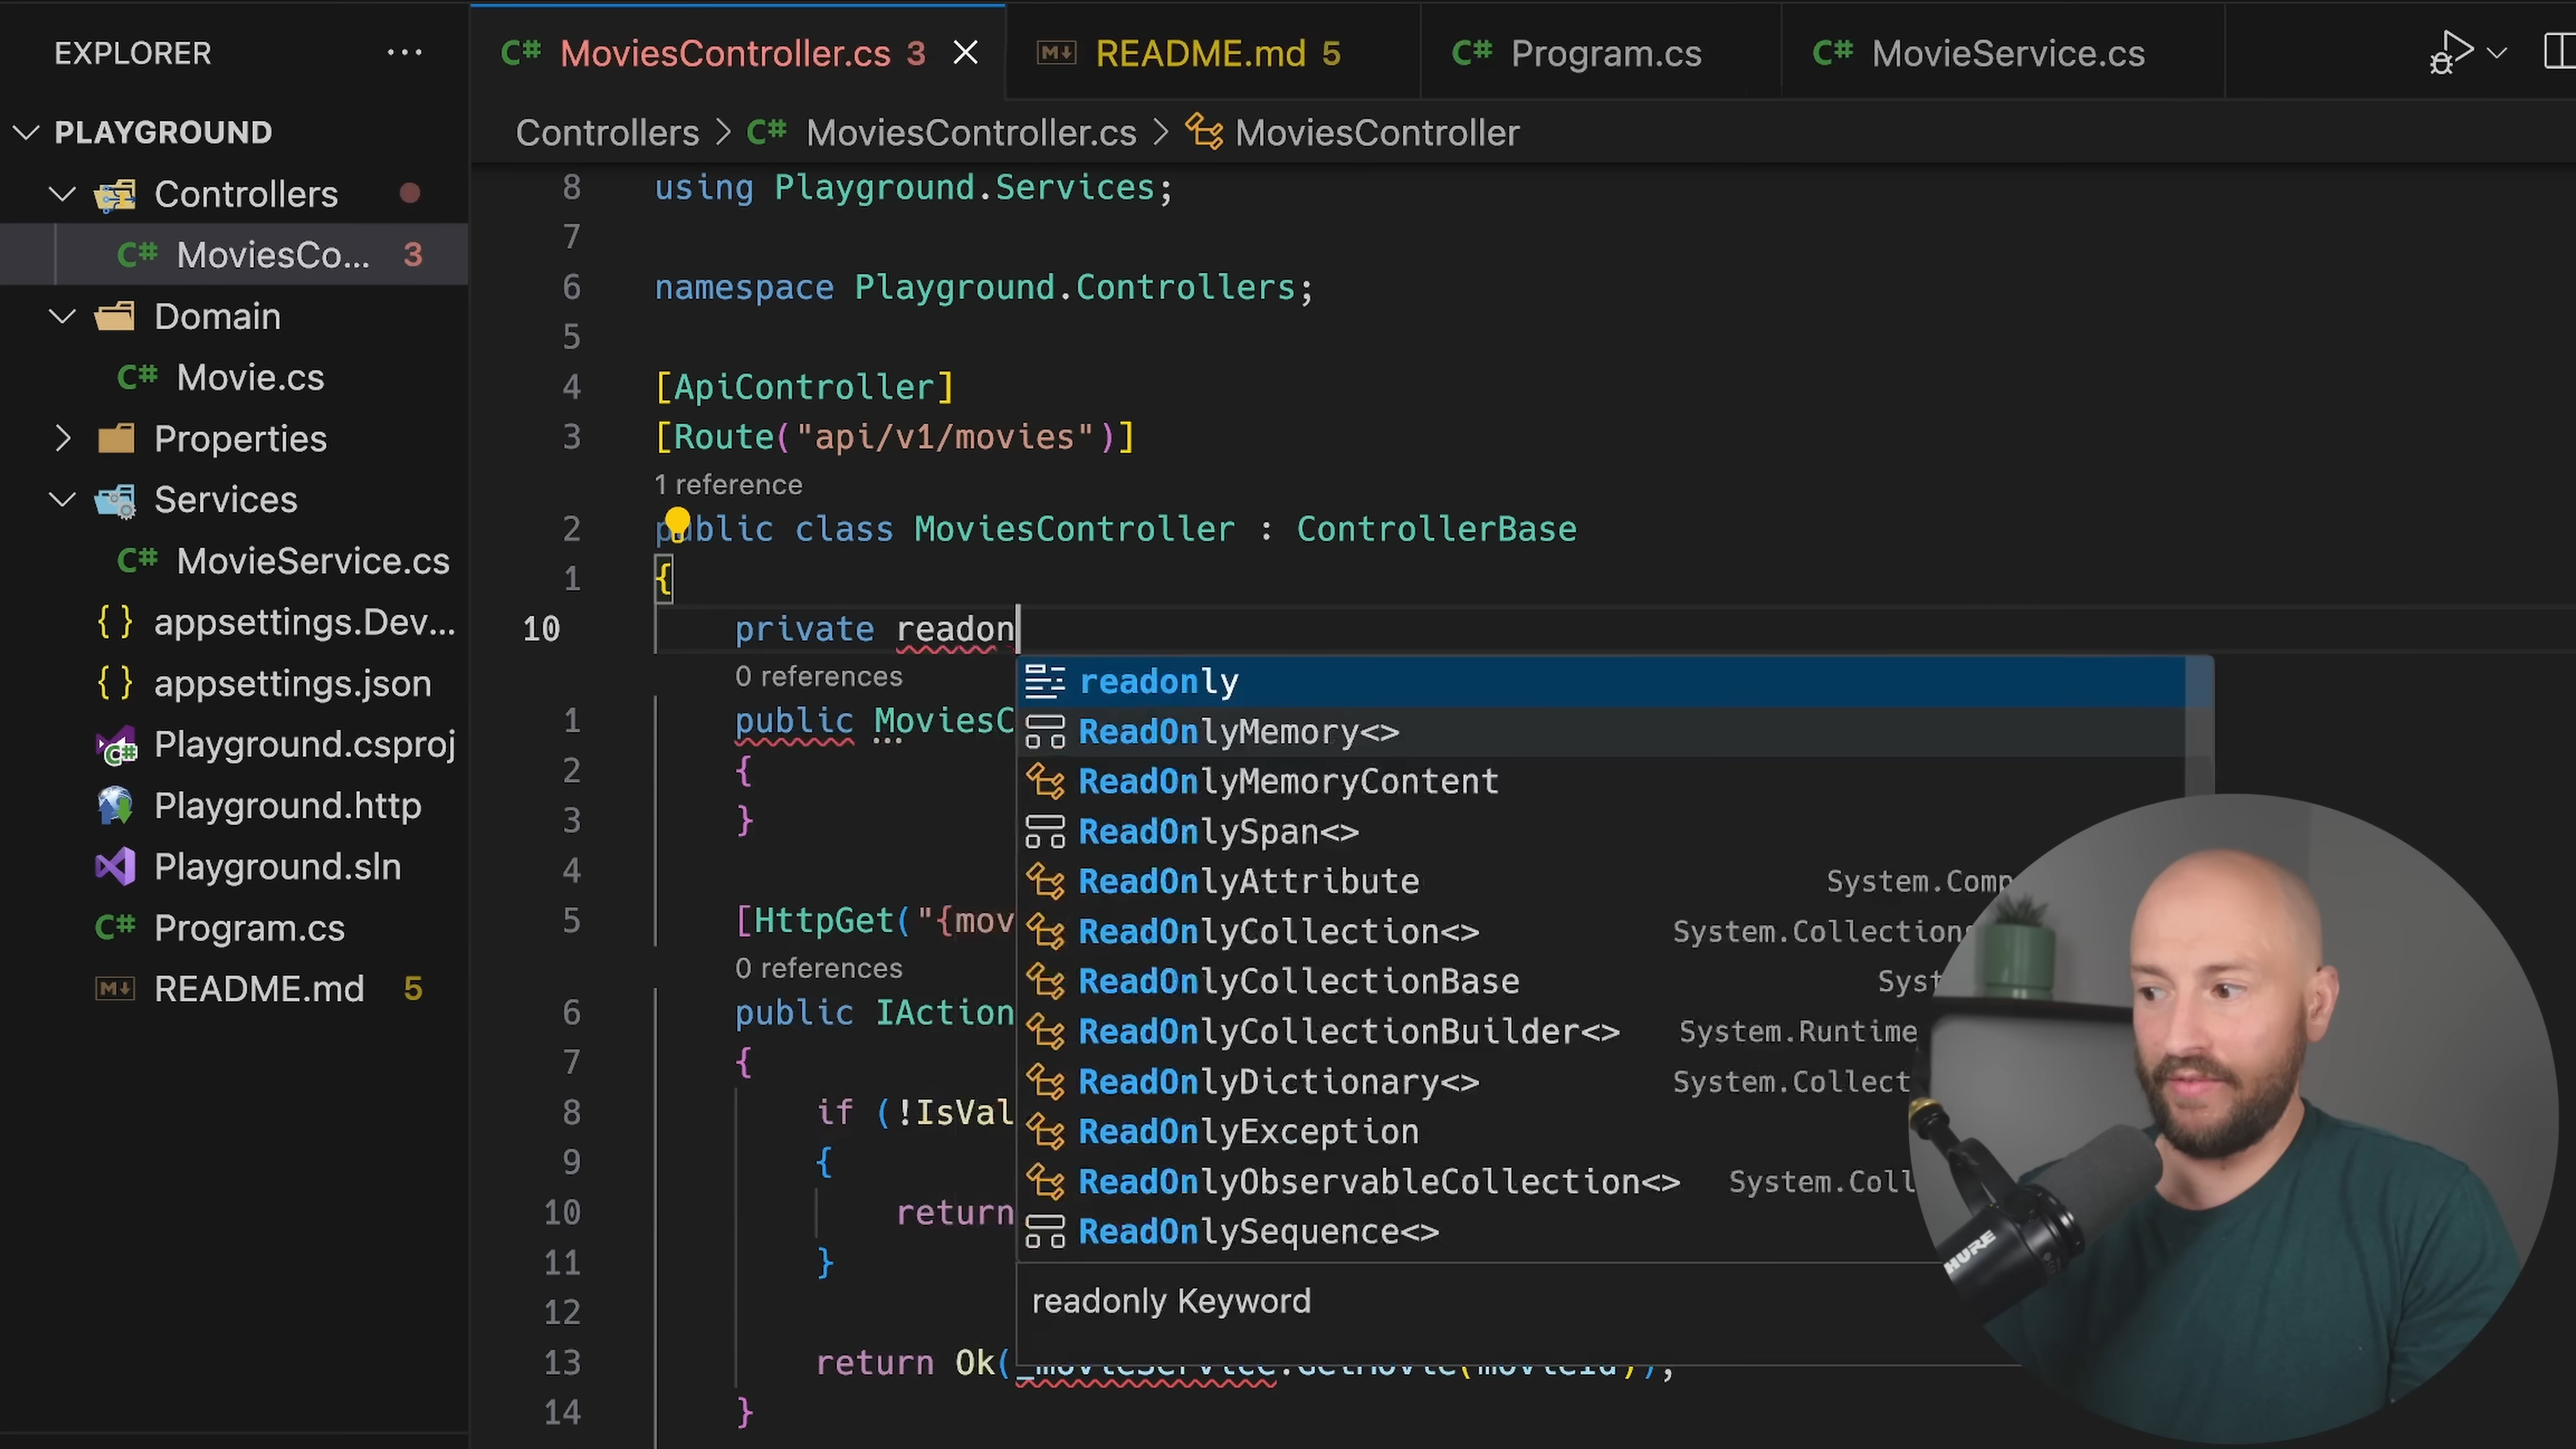 EXPLORER ...
PLAYGROUND
Controllers
C# MoviesCo... 3
Domain
C# Movie.cs
Properties
Services
C# MovieService.cs
{} appsettings.Dev...
{} appsettings.json
Playground.csproj
Playground.http
Playground.sln
C# Program.cs
README.md 5
C# MoviesController.cs 3
README.md 5
C# Program.cs
C# MovieService.cs
Controllers > C# MoviesController.cs > MoviesController
8 using Playground.Services;
7
6 namespace Playground.Controllers;
5
4 [ApiController]
3 [Route("api/v1/movies")]
1 reference
2 public class MoviesController : ControllerBase
1 {
10 private readon
0 references
1 public MoviesC
2 {
3 }
4
5 [HttpGet("{mov
0 references
6 public IAction
7 {
8 if (!IsVal
9 {
10 return
11 }
12
13 return Ok(_movieService.GetMovie(movieId));
14 }
readonly
ReadOnlyMemory<>
ReadOnlyMemoryContent
ReadOnlySpan<>
ReadOnlyAttribute System.Comp
ReadOnlyCollection<> System.Collections
ReadOnlyCollectionBase Syst
ReadOnlyCollectionBuilder<> System.Runtime
ReadOnlyDictionary<> System.Collect
ReadOnlyException
ReadOnlyObservableCollection<> System.Coll
ReadOnlySequence<>
readonly Keyword
HURE